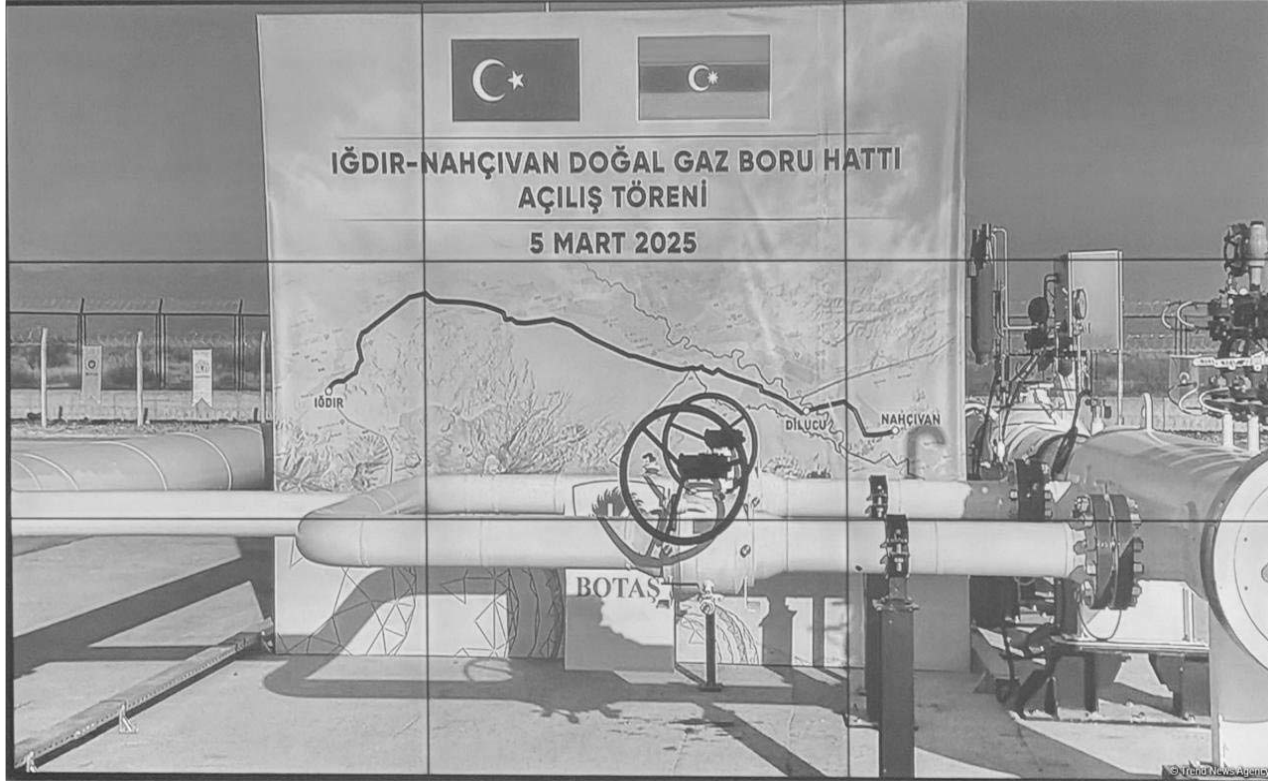 IĞDIR-NAHÇIVAN DOĞAL GAZ BORU HATTI
AÇILIŞ TÖRENİ
5 MART 2025
IĞDIR
DİLUCU
NAHÇIVAN
BOTAŞ
© Trend News Agency